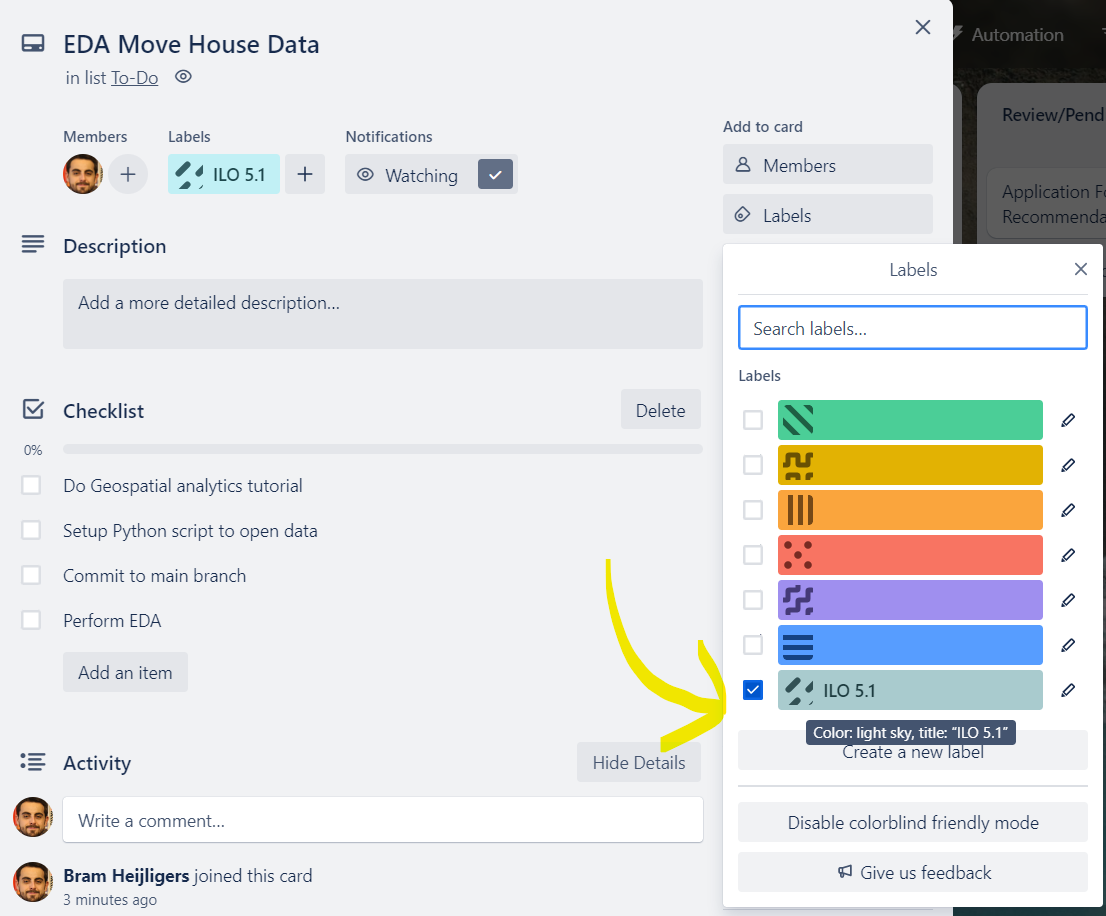 EDA Move House Data
in list To-Do
Automation
Review/Pend
Members
Labels
Notifications
ILO 5.1
Watching
Add to card
Members
Labels
Application Fo
Recommenda
Description
Add a more detailed description...
Labels
Search labels...
Labels
Checklist
Delete
0%
Do Geospatial analytics tutorial
Setup Python script to open data
Commit to main branch
Perform EDA
Add an item
ILO 5.1
Color: light sky, title: “ILO 5.1”
Create a new label
Activity
Hide Details
Write a comment...
Disable colorblind friendly mode
Give us feedback
Bram Heijligers joined this card
3 minutes ago